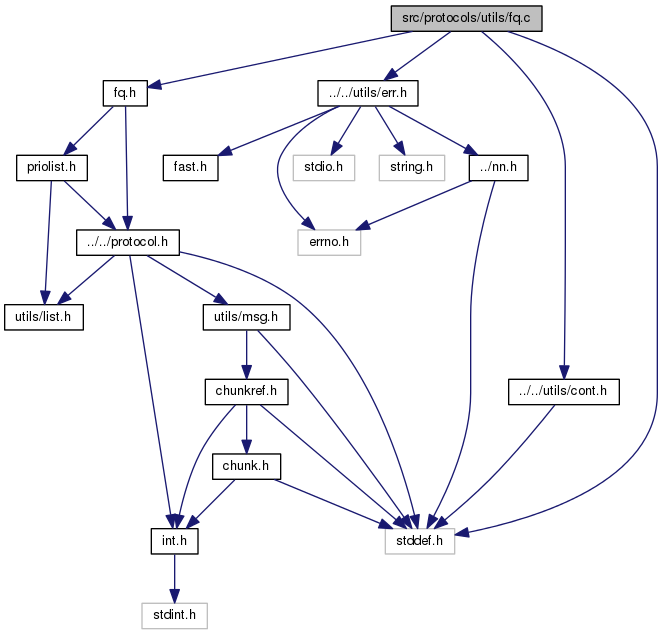 src/protocols/utils/fq.c
fq.h
../../utils/err.h
priolist.h
fast.h
stdio.h
string.h
../nn.h
../../protocol.h
errno.h
utils/list.h
utils/msg.h
chunkref.h
../../utils/cont.h
chunk.h
int.h
stddef.h
stdint.h